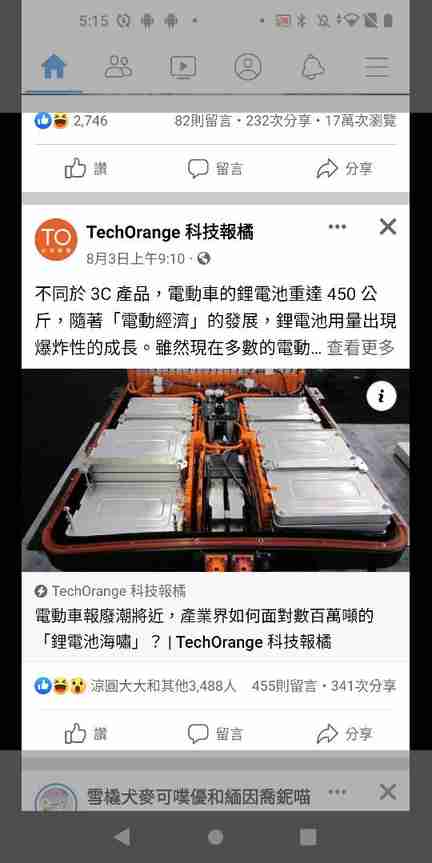 5:15
2,746
82則留言・232次分享・17萬次瀏覽
讚
留言
分享
TO
TechOrange 科技報橘
8月3日上午9:10・
不同於 3C 產品，電動車的鋰電池重達 450 公
斤，隨著「電動經濟」的發展，鋰電池用量出現
爆炸性的成長。雖然現在多數的電動... 查看更多
TechOrange 科技報橘
電動車報廢潮將近，產業界如何面對數百萬噸的
「鋰電池海嘯」？ | TechOrange 科技報橘
涼圓大大和其他3,488人
455則留言・341次分享
讚
留言
分享
雪橇犬麥可噗優和緬因喬鈮喵